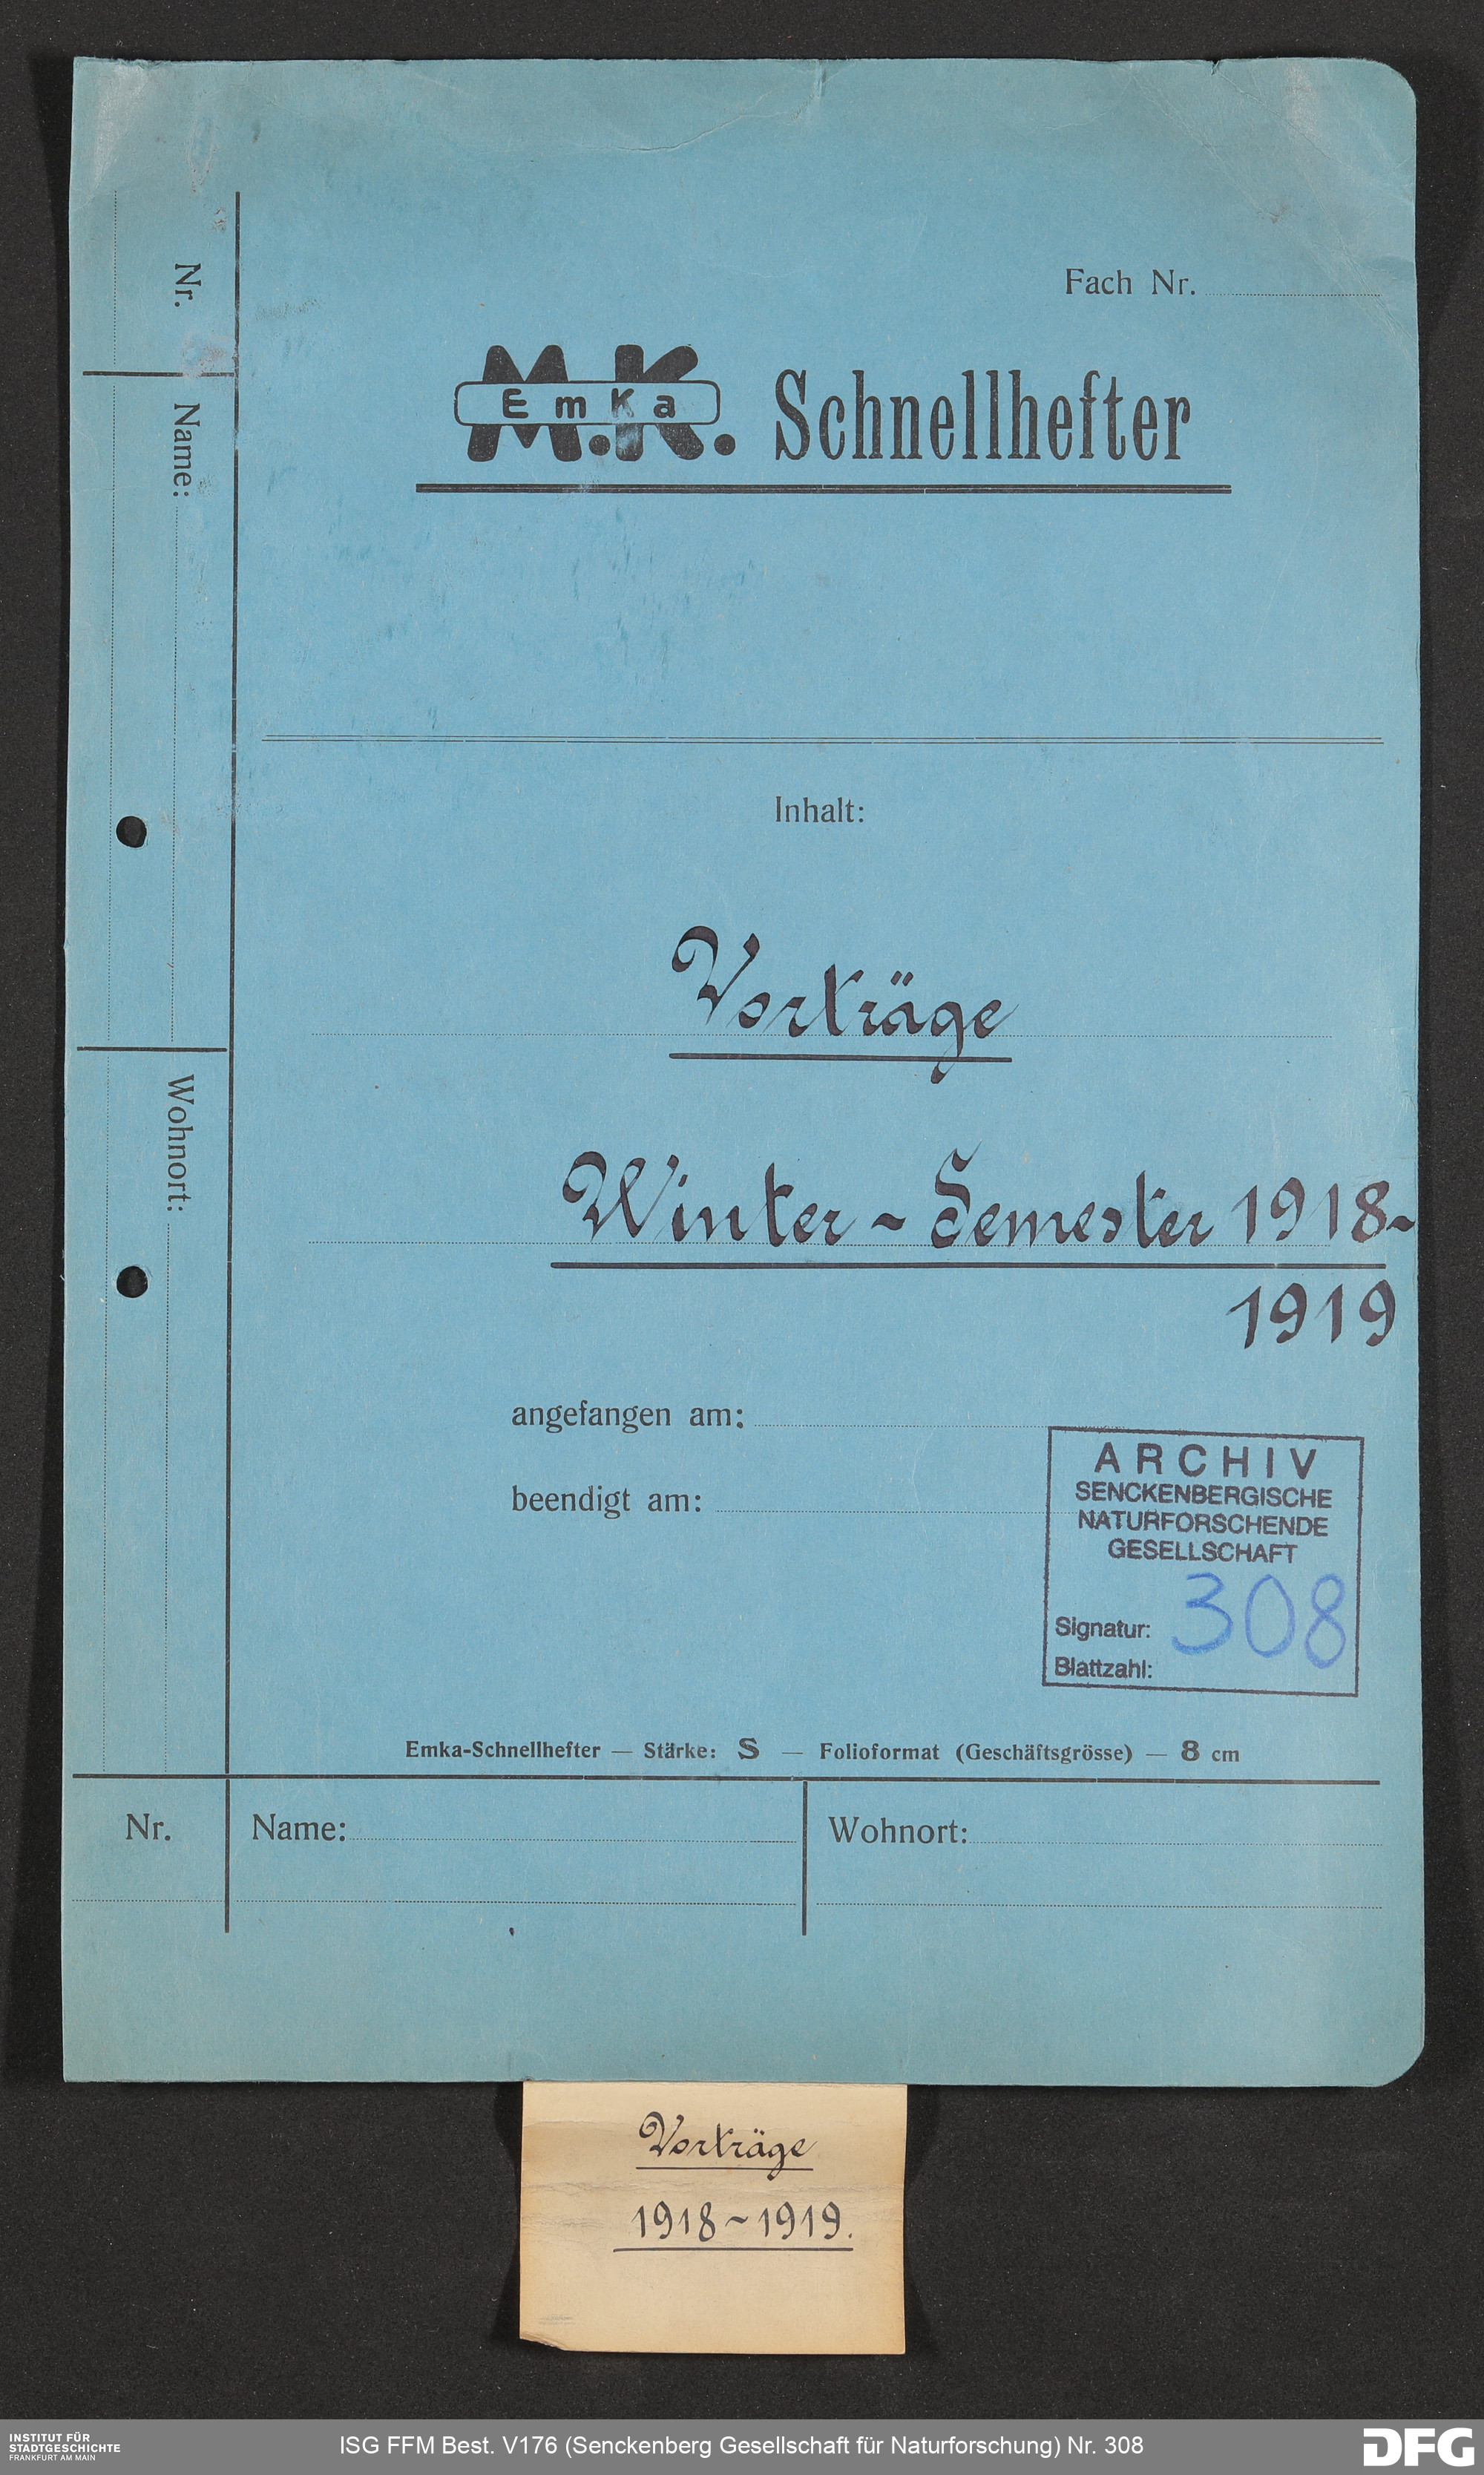 Fach Nr.
M.K.
EmKa
Schnellhefter
Nr.
Name:
Wohnort:
Inhalt:
Vorträge
Winter ~ Semester 1918~
1919
angefangen am:
beendigt am:
ARCHIV
SENCKENBERGISCHE
NATURFORSCHENDE
GESELLSCHAFT
Signatur: 308
Blattzahl:
Emka-Schnellhefter — Stärke: S — Folioformat (Geschäftsgrösse) — 8 cm
Nr. Name: Wohnort:
Vorträge
1918~1919.
INSTITUT FÜR
STADTGESCHICHTE
FRANKFURT AM MAIN
ISG FFM Best. V176 (Senckenberg Gesellschaft für Naturforschung) Nr. 308
DFG